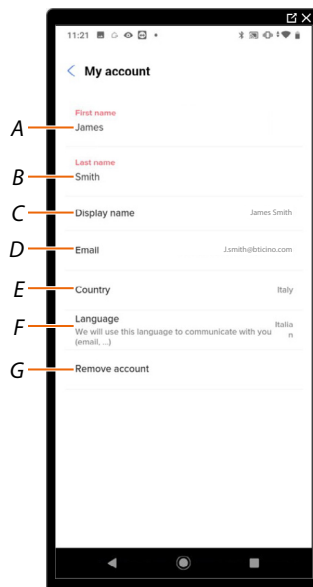 11:21
My account
First name
A
James
Last name
B
Smith
C Display name James Smith
D Email J.smith@bticino.com
E Country Italy
F Language Italia
We will use this language to communicate with you n
(email, ...)
G Remove account